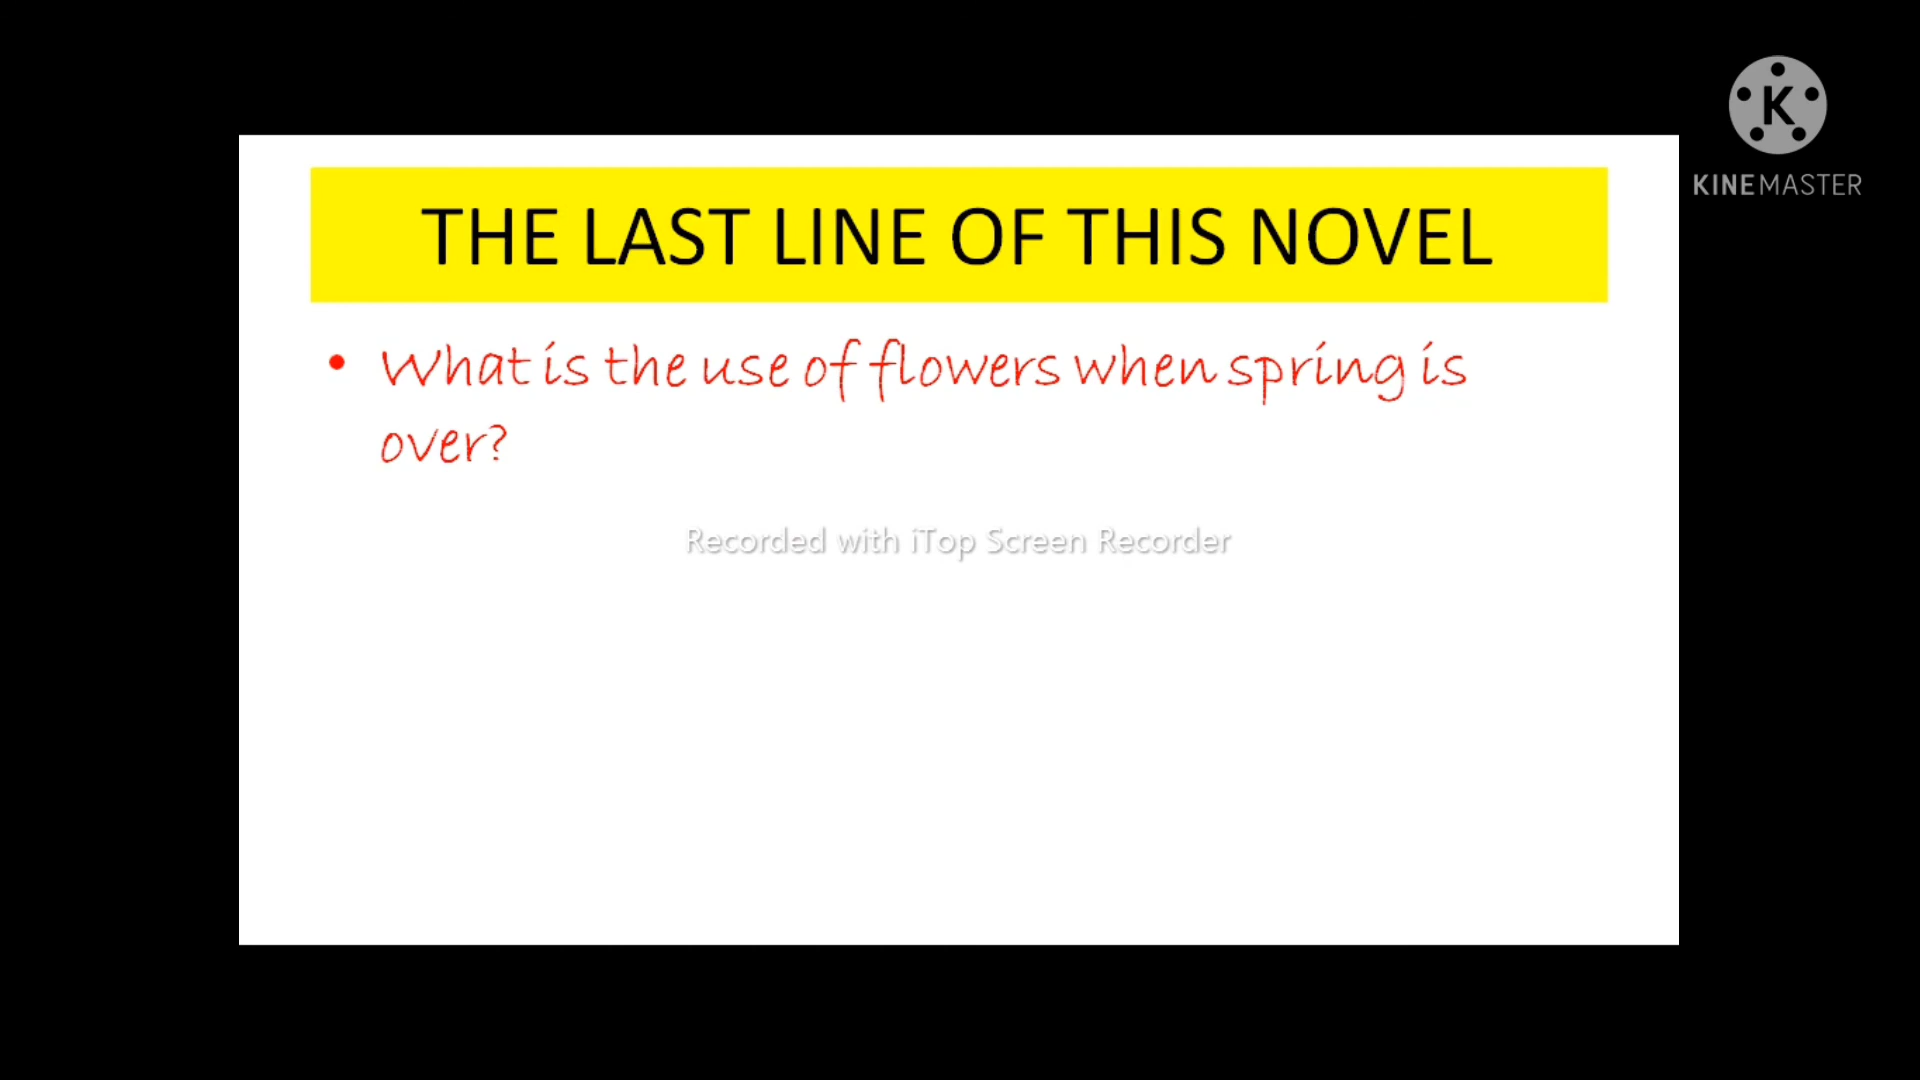 K
KINEMASTER
THE LAST LINE OF THIS NOVEL
• What is the use of flowers when spring is
over?
Recorded with iTop Screen Recorder